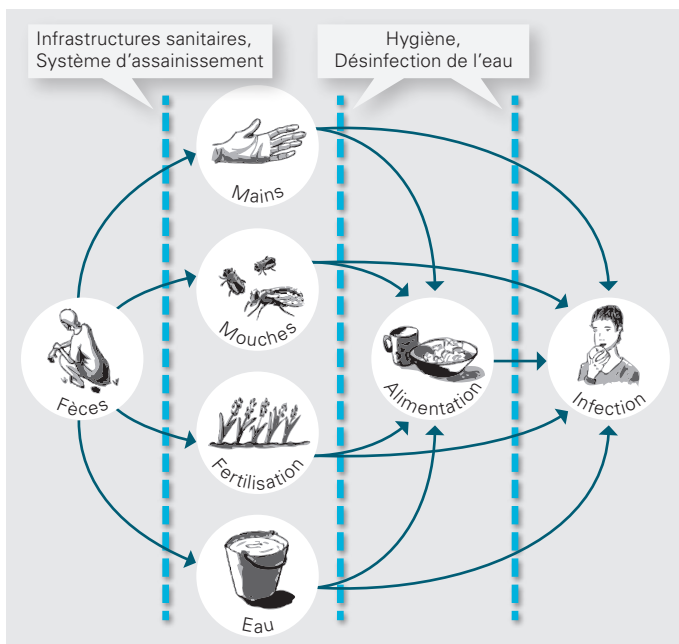 Infrastructures sanitaires,
Système d'assainissement
Hygiène,
Désinfection de l'eau
Mains
Mouches
Fèces
Alimentation
Infection
Fertilisation
Eau